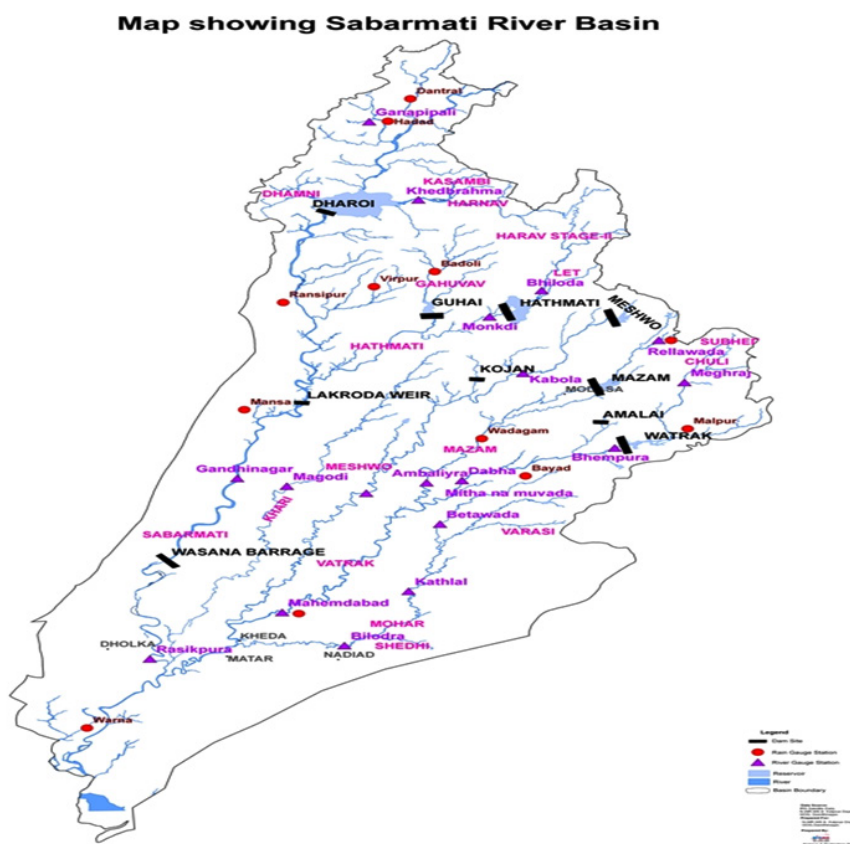 Map showing Sabarmati River Basin
Dantral
Ganapipali
Hadad
KASAMBI
DHAMNI
Khedbrahma
DHAROI
HARNAV
HARAV STAGE-II
Badoli
LET
Virpur
GAHUVAV
Bhiloda
Ransipur
GUHAI
HATHMATI
MESHWO
Monkdi
HATHMATI
SUBHEI
Rellawada
CHULI
KOJAN
Meghraj
Kabola
MAZAM
MODASA
LAKRODA WEIR
Mansa
AMALAI
Malpur
Wadagam
WATRAK
MAZAM
Bhempura
Gandhinagar
MESHWO
Ambaliyra
Dabha
Bayad
Magodi
Mitha na muvada
KHARI
Betawada
SABARMATI
VARASI
WASANA BARRAGE
VATRAK
Kathlal
Mahemdabad
MOHAR
KHEDA
Bilodra
DHOLKA
Rasikpura
SHEDHI
MATAR
NADIAD
Warna
Legend
Dam Site
Rain Gauge Station
River Gauge Station
Reservoir
River
Basin Boundary